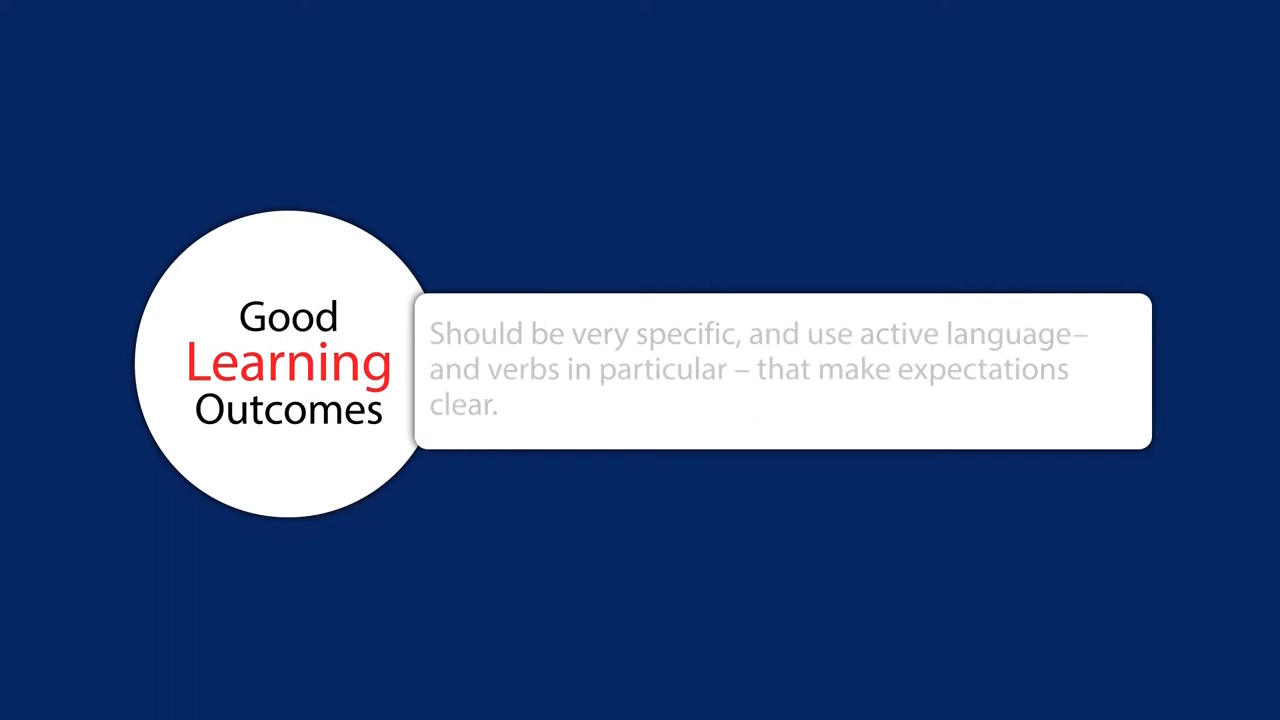 Good
Learning
Outcomes
Should be very specific, and use active language–
and verbs in particular – that make expectations
clear.